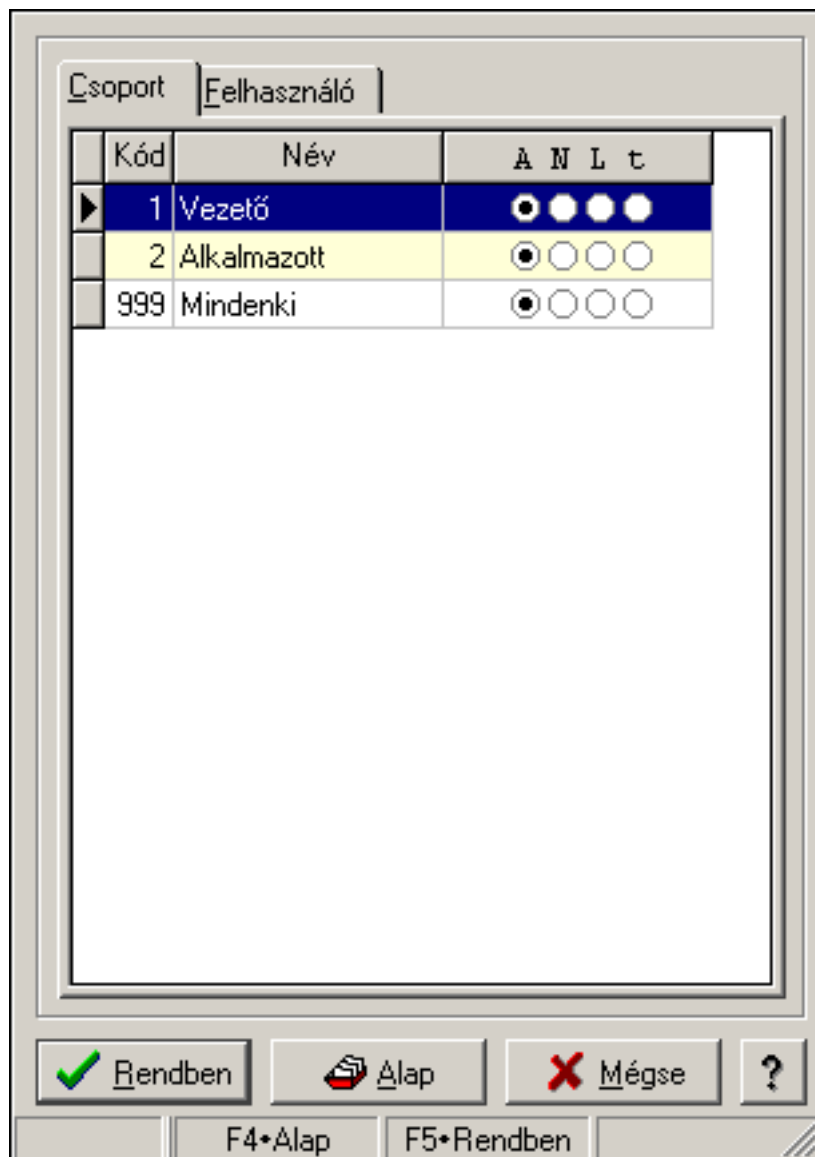 Csoport Felhasználó
Kód Név A N L t
1 Vezető
2 Alkalmazott
999 Mindenki
Rendben Alap Mégse ?
F4•Alap F5•Rendben